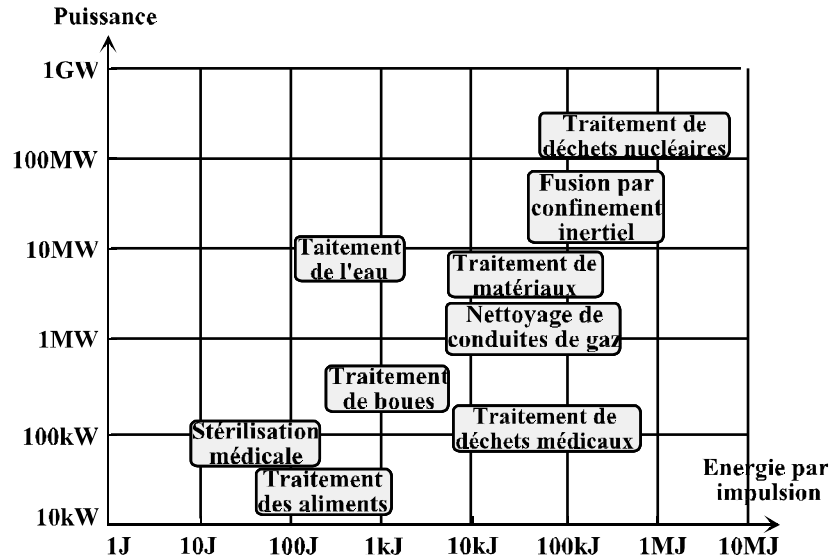 Puissance
1GW
Traitement de
déchets nucléaires
100MW
Fusion par
confinement
inertiel
10MW
Taitement
de l'eau
Traitement de
matériaux
Nettoyage de
conduites de gaz
1MW
Traitement
de boues
Traitement de
déchets médicaux
Stérilisation
médicale
100kW
Traitement
des aliments
Energie par
impulsion
10kW
1J 10J 100J 1kJ 10kJ 100kJ 1MJ 10MJ